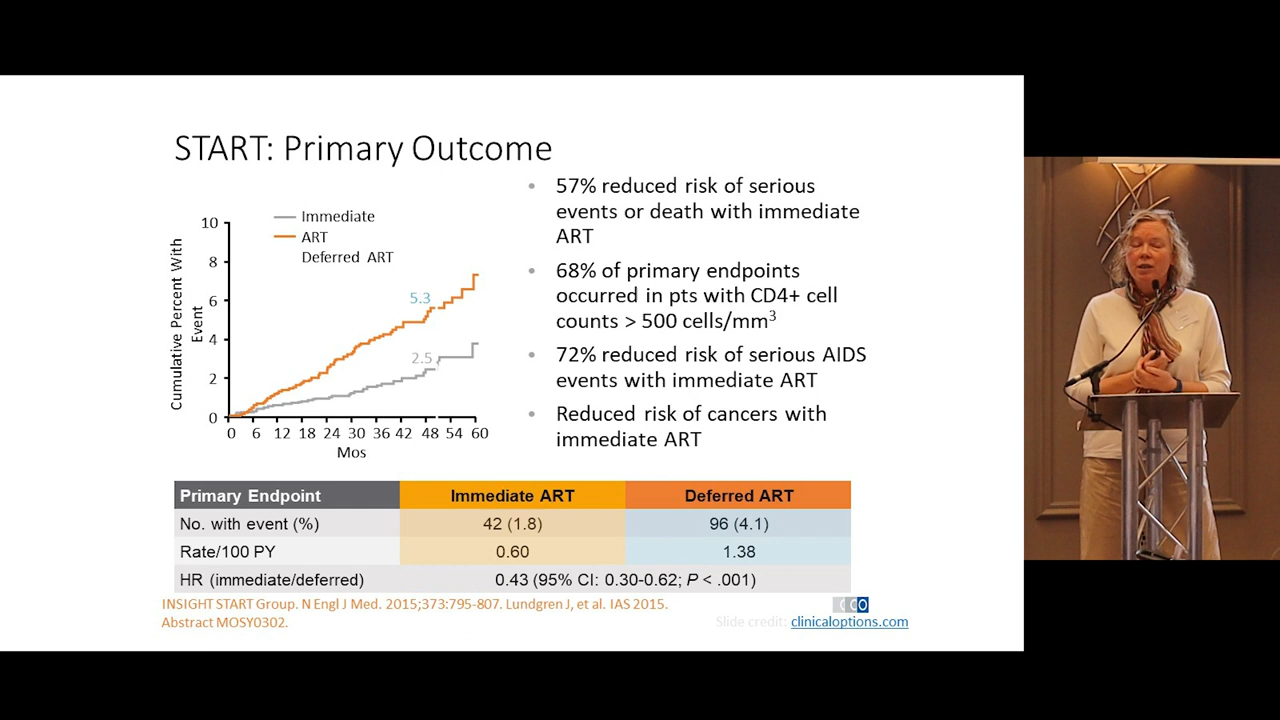 START: Primary Outcome
Immediate
ART
Deferred ART
Cumulative Percent With
Event
10
8
6
4
2
0
5.3
2.5
0 6 12 18 24 30 36 42 48 54 60
Mos
• 57% reduced risk of serious
events or death with immediate
ART
• 68% of primary endpoints
occurred in pts with CD4+ cell
counts > 500 cells/mm³
• 72% reduced risk of serious AIDS
events with immediate ART
• Reduced risk of cancers with
immediate ART
Primary Endpoint Immediate ART Deferred ART
No. with event (%) 42 (1.8) 96 (4.1)
Rate/100 PY 0.60 1.38
HR (immediate/deferred) 0.43 (95% CI: 0.30-0.62; P < .001)
INSIGHT START Group. N Engl J Med. 2015;373:795-807. Lundgren J, et al. IAS 2015.
Abstract MOSY0302.
CCO
Slide credit: clinicaloptions.com